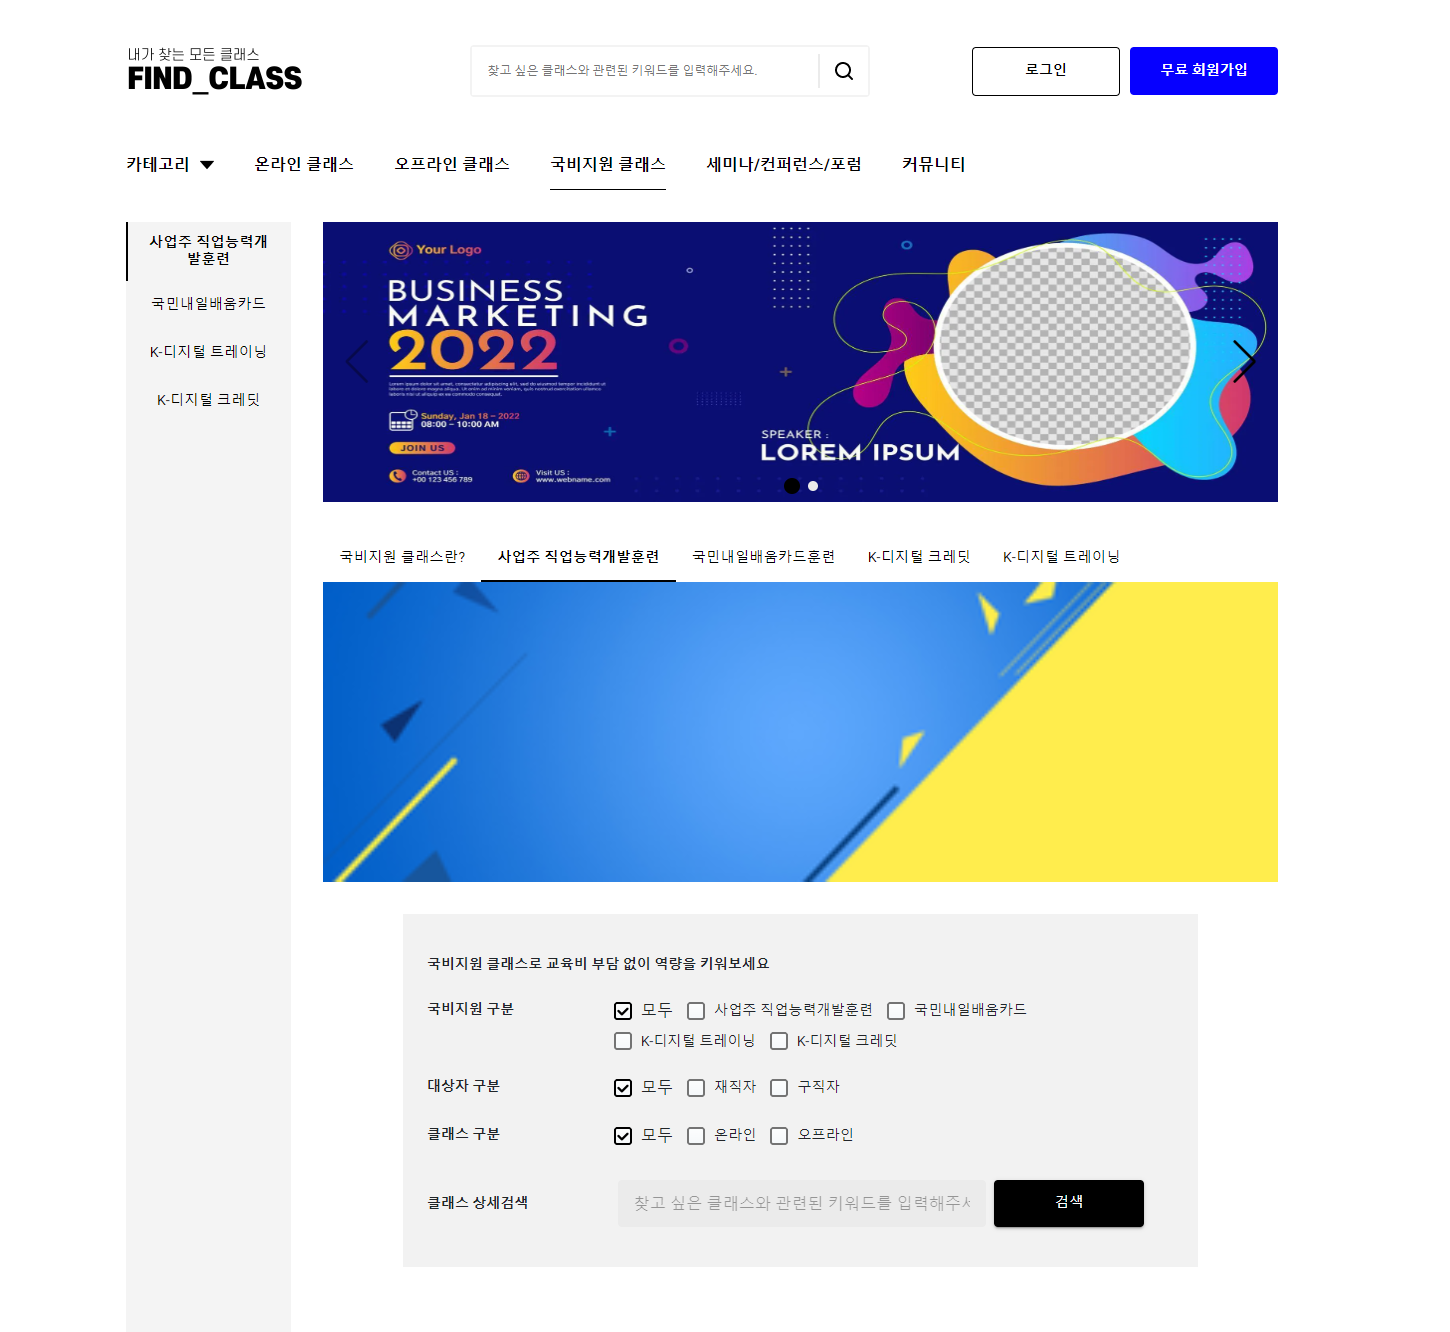 내가 찾는 모든 클래스
FIND_CLASS
찾고 싶은 클래스와 관련된 키워드를 입력해주세요.
로그인
무료 회원가입
카테고리
온라인 클래스
오프라인 클래스
국비지원 클래스
세미나/컨퍼런스/포럼
커뮤니티
사업주 직업능력개
발훈련
국민내일배움카드
K-디지털 트레이닝
K-디지털 크레딧
Your Logo
BUSINESS
MARKETING
2022
Lorem ipsum dolor sit amet, consectetur adipiscing elit, sed do eiusmod tempor incididunt ut
labore et dolore magna aliqua. Ut enim ad minim veniam, quis nostrud exercitation ullamco
laboris nisi ut aliquip ex ea commodo consequat.
Sunday, Jan 18 - 2022
08:00 - 10:00 AM
JOIN US
Contact US :
+00 123 456 789
Visit US :
www.webname.com
SPEAKER :
LOREM IPSUM
국비지원 클래스란?
사업주 직업능력개발훈련
국민내일배움카드훈련
K-디지털 크레딧
K-디지털 트레이닝
국비지원 클래스로 교육비 부담 없이 역량을 키워보세요
국비지원 구분
모두
사업주 직업능력개발훈련
국민내일배움카드
K-디지털 트레이닝
K-디지털 크레딧
대상자 구분
모두
재직자
구직자
클래스 구분
모두
온라인
오프라인
클래스 상세검색
찾고 싶은 클래스와 관련된 키워드를 입력해주
검색